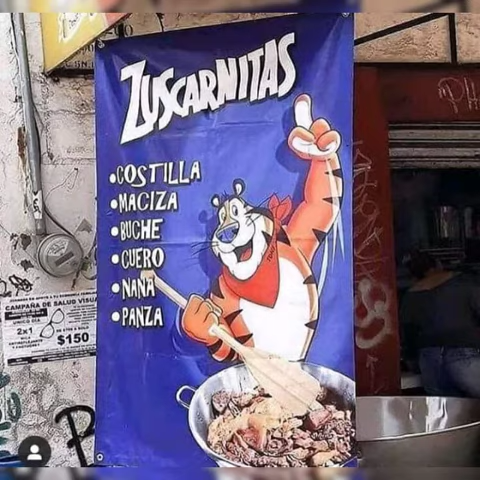 ZUSCARNITAS
•COSTILLA
•MACIZA
•BUCHE
•CUERO
•NANA
•PANZA
CAMPAÑA DE SALUD VISUAL
2x1
$150